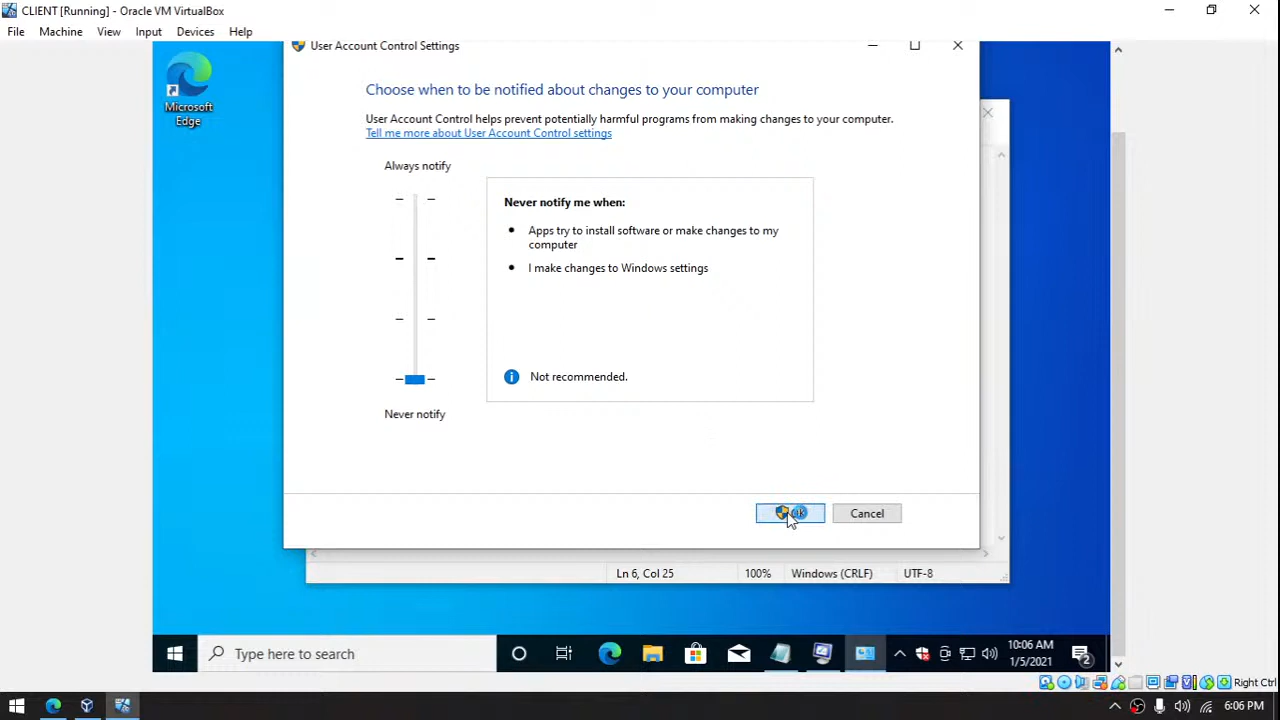 CLIENT [Running] - Oracle VM VirtualBox
File Machine View Input Devices Help
Microsoft
Edge
User Account Control Settings
Choose when to be notified about changes to your computer
User Account Control helps prevent potentially harmful programs from making changes to your computer.
Tell me more about User Account Control settings
Always notify
Never notify me when:
Apps try to install software or make changes to my
computer
I make changes to Windows settings
Not recommended.
Never notify
OK
Cancel
Ln 6, Col 25 100% Windows (CRLF) UTF-8
Type here to search
10:06 AM
1/5/2021
2
Right Ctrl
6:06 PM